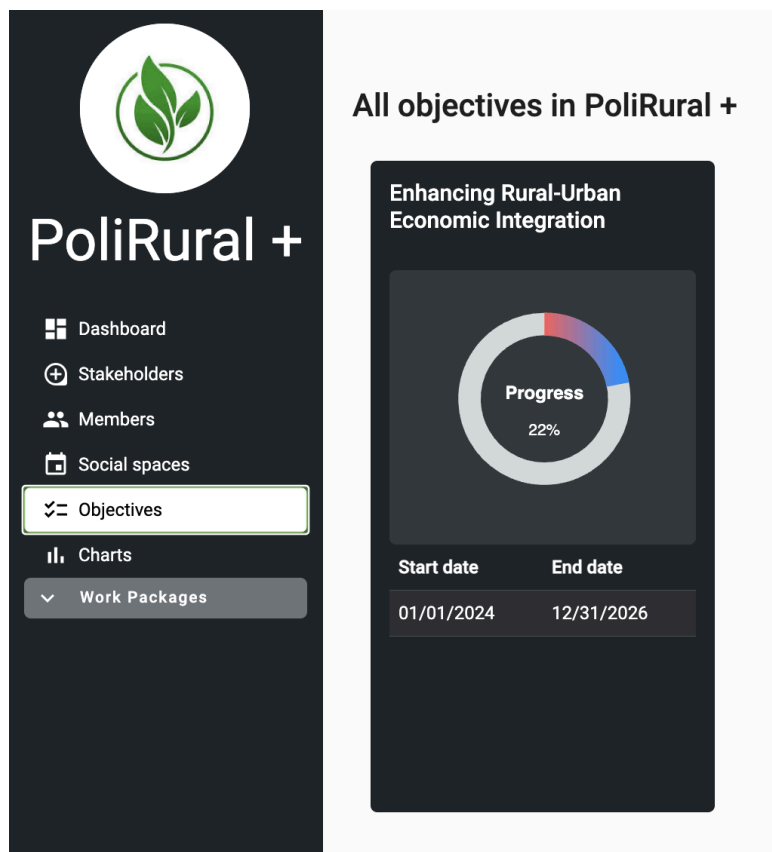 PoliRural +
Dashboard
Stakeholders
Members
Social spaces
Objectives
Charts
Work Packages
All objectives in PoliRural +
Enhancing Rural-Urban
Economic Integration
Progress
22%
Start date End date
01/01/2024 12/31/2026